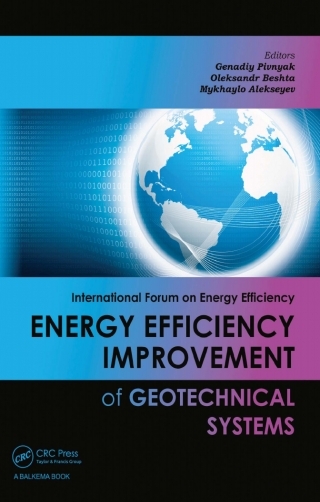 Editors
Genadiy Pivnyak
Oleksandr Beshta
Mykhaylo Alekseyev
International Forum on Energy Efficiency
ENERGY EFFICIENCY
IMPROVEMENT
of GEOTECHNICAL
SYSTEMS
CRC
CRC Press
Taylor & Francis Group
A BALKEMA BOOK